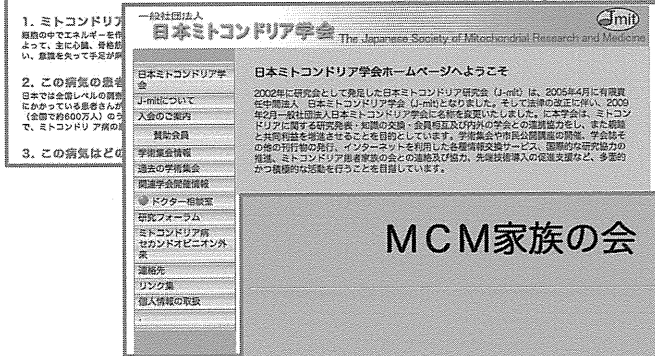 1. ミトコンドリア
細胞の中でエネルギーを作
よって、主に心臓、骨格筋
い、意識を失って手足が痙
2. この病気の患者
日本では全国レベルの調査
にかかっている患者さんが
(全国で約600万人)のう
で、ミトコンドリア病の
3. この病気はどの
一般社団法人
日本ミトコンドリア学会 The Japanese Society of Mitochondrial Research and Medicine
Jmit
日本ミトコンドリア学
会
J-mitについて
入会のご案内
賛助会員
学術集会情報
過去の学術集会
関連学会開催情報
ドクター相談室
研究フォーラム
ミトコンドリア病
セカンドオピニオン外
来
連絡先
リンク集
個人情報の取扱
日本ミトコンドリア学会ホームページへようこそ
2002年に研究会として発足した日本ミトコンドリア研究会(J-mit)は、2005年4月に有限責
任中間法人 日本ミトコンドリア学会(J-mit)となりました。そして法律の改正に伴い、2009
年2月一般社団法人日本ミトコンドリア学会に名称を変更いたしました。に本学会は、ミトコン
ドリアに関する研究発表・知識の交換・会員相互及び内外の学会との連携協力をし、また親睦
と共同利益を増進させることを目的としています。学術集会や市民公開講座の開催、学会誌そ
の他の刊行物の発行、インターネットを利用した各種情報交換サービス、国際的な研究協力の
推進、ミトコンドリア患者家族の会との連絡及び協力、先端技術導入の促進支援など、多面的
かつ積極的な活動を行うことを目指しています。
MCM家族の会